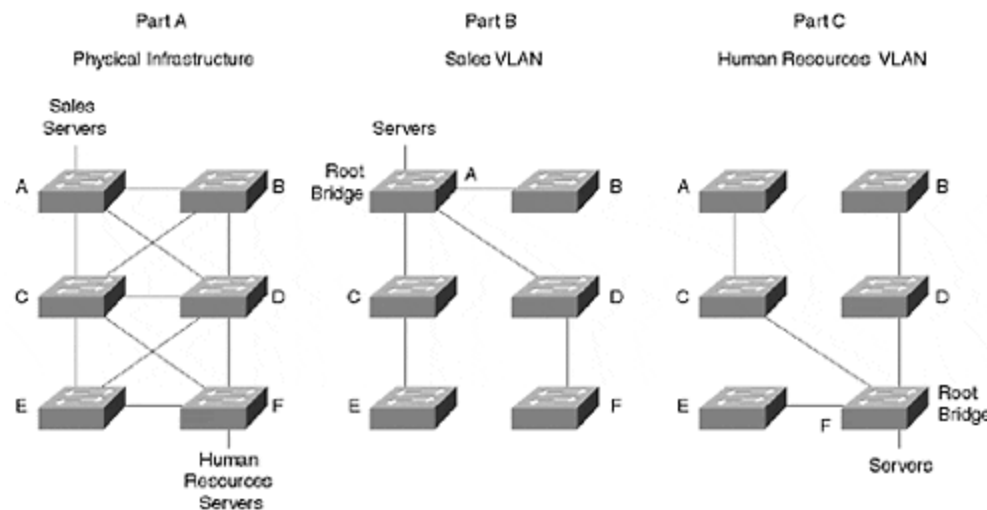 Part A
Physical Infrastructure
Sales
Servers
A
B
C
D
E
F
Human
Resources
Servers
Part B
Sales VLAN
Servers
Root
Bridge
A
B
C
D
E
F
Part C
Human Resources VLAN
A
B
C
D
E
F
Root
Bridge
Servers